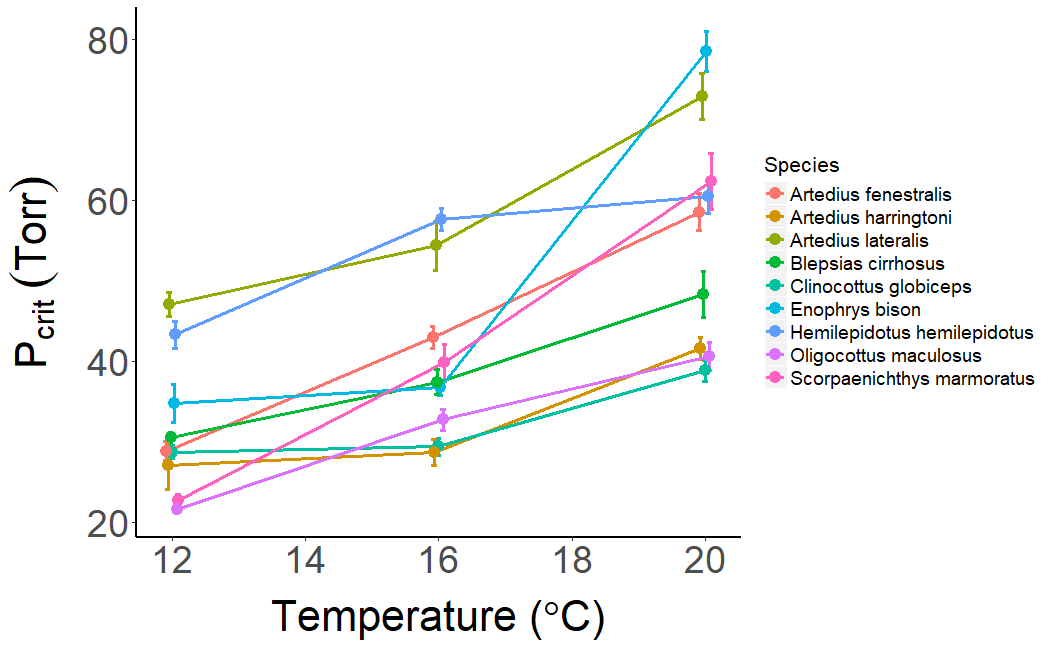 80
60
40
20
P crit (Torr)
12 14 16 18 20
Temperature (°C)
Species
Artedius fenestralis
Artedius harringtoni
Artedius lateralis
Blepsias cirrhosus
Clinocottus globiceps
Enophrys bison
Hemilepidotus hemilepidotus
Oligocottus maculosus
Scorpaenichthys marmoratus